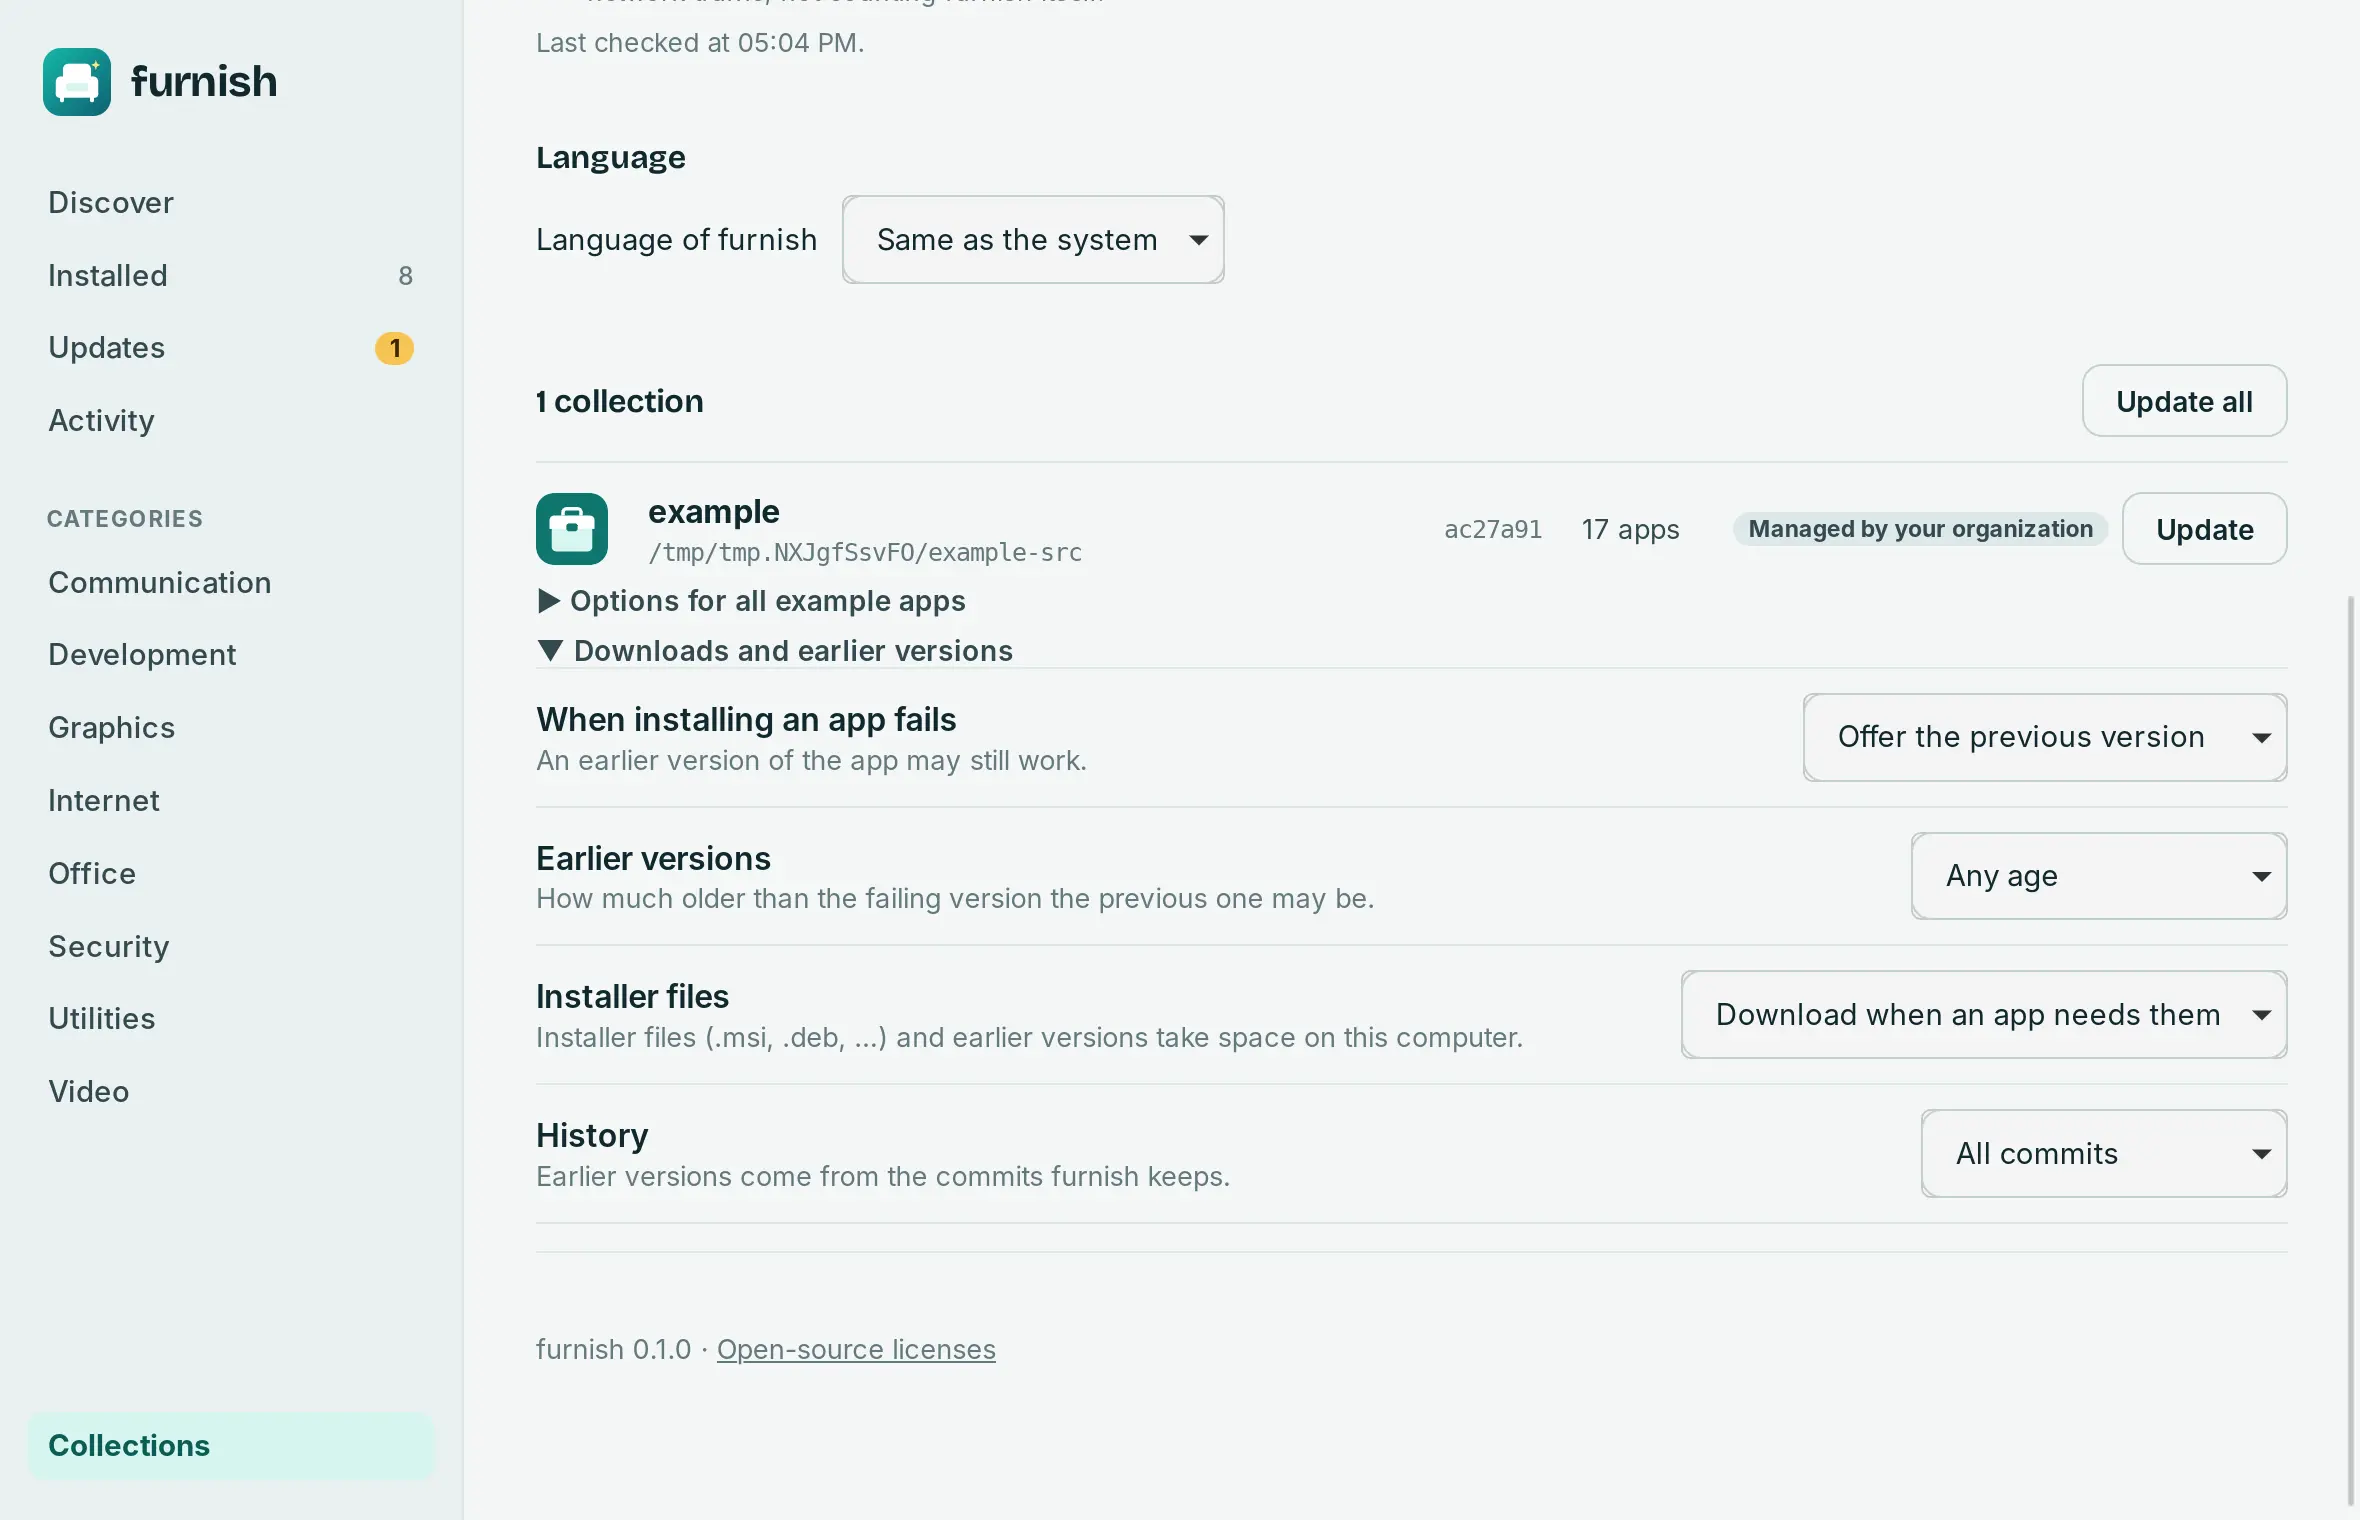 furnish
Discover
Installed 8
Updates 1
Activity
CATEGORIES
Communication
Development
Graphics
Internet
Office
Security
Utilities
Video
Collections
Last checked at 05:04 PM.
Language
Language of furnish Same as the system
1 collection Update all
example
/tmp/tmp.NXJgfSsvFO/example-src
ac27a91 17 apps Managed by your organization Update
▶ Options for all example apps
▼ Downloads and earlier versions
When installing an app fails
An earlier version of the app may still work.
Offer the previous version
Earlier versions
How much older than the failing version the previous one may be.
Any age
Installer files
Installer files (.msi, .deb, ...) and earlier versions take space on this computer.
Download when an app needs them
History
Earlier versions come from the commits furnish keeps.
All commits
furnish 0.1.0 · Open-source licenses